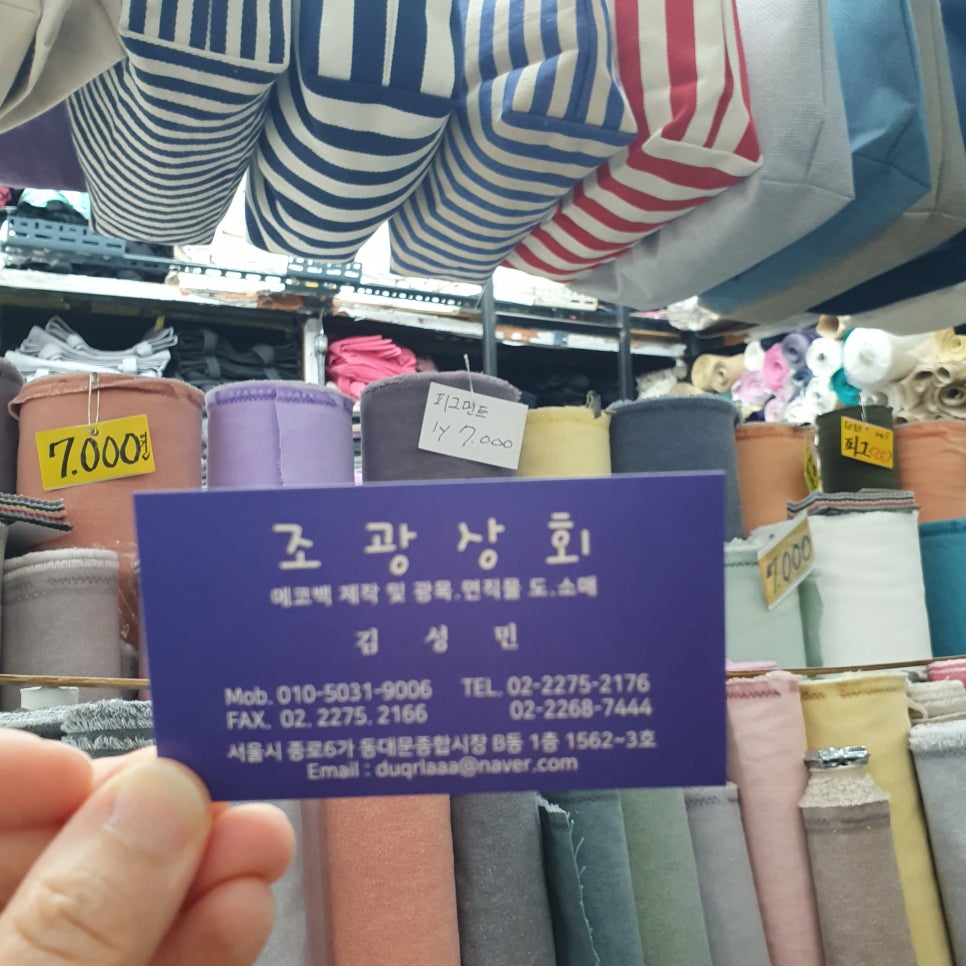 7.000원
피그먼트
1Y 7.000
7.000
조 광 상 회
에코백 제작 및 광목.면직물 도.소매
김 성 민
Mob. 010-5031-9006 TEL. 02-2275-2176
FAX. 02. 2275. 2166 02-2268-7444
서울시 종로6가 동대문종합시장 B동 1층 1562~3호
Email : duqrlaaa@naver.com